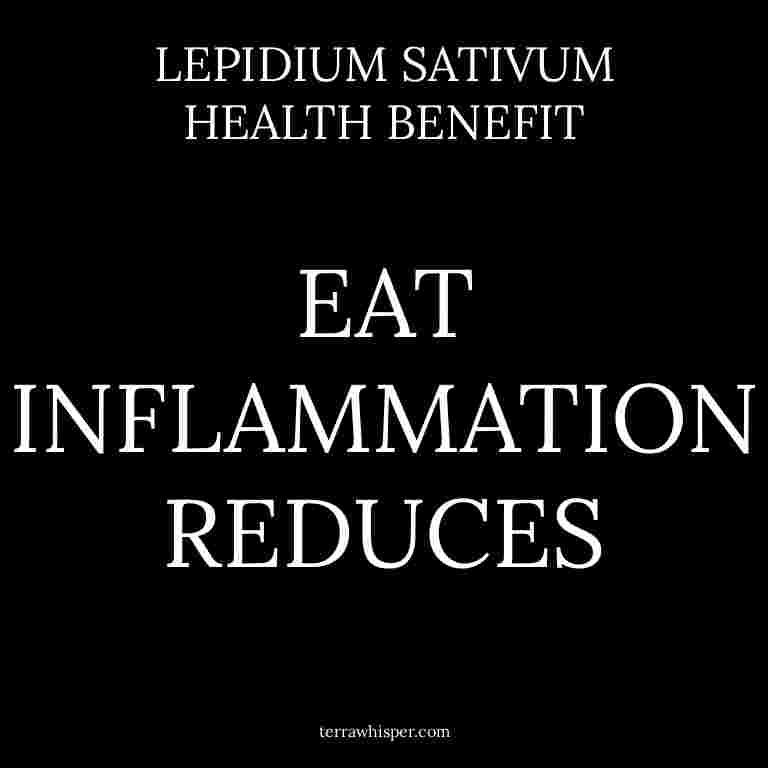 LEPIDIUM SATIVUM
HEALTH BENEFIT
EAT
INFLAMMATION
REDUCES
terrawhisper.com